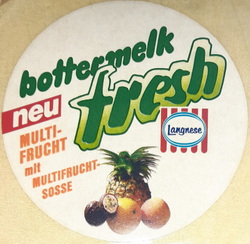 bottermelk
fresh
neu
MULTI-
FRUCHT
mit
MULTIFRUCHT-
SOSSE
Langnese